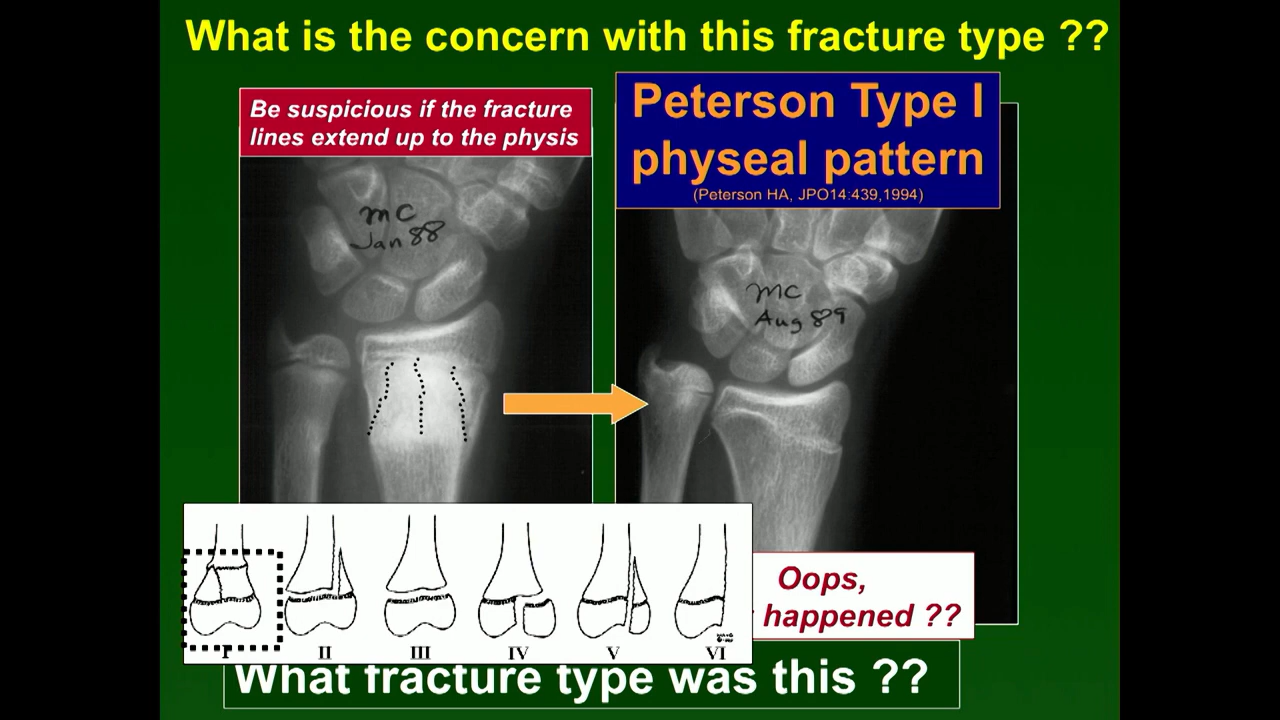 What is the concern with this fracture type ??
Be suspicious if the fracture
lines extend up to the physis
Peterson Type I
physeal pattern
(Peterson HA, JPO14:439,1994)
MC
Jan 88
MC
Aug 89
Oops,
happened ??
I II III IV V VI
What fracture type was this ??